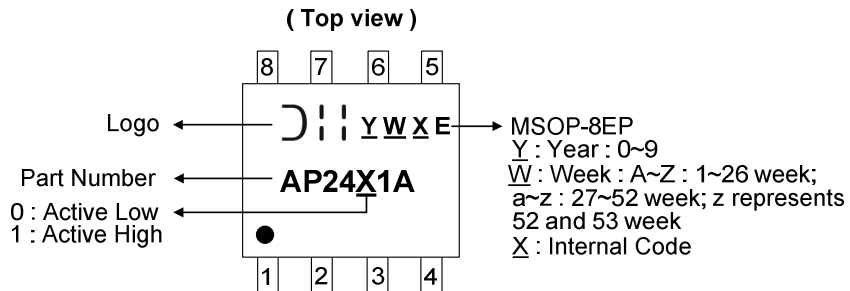 ( Top view )
8 7 6 5
Logo
Y W X E
MSOP-8EP
Y : Year : 0~9
W : Week : A~Z : 1~26 week;
a~z : 27~52 week; z represents
52 and 53 week
X : Internal Code
Part Number
AP24X1A
0 : Active Low
1 : Active High
1 2 3 4